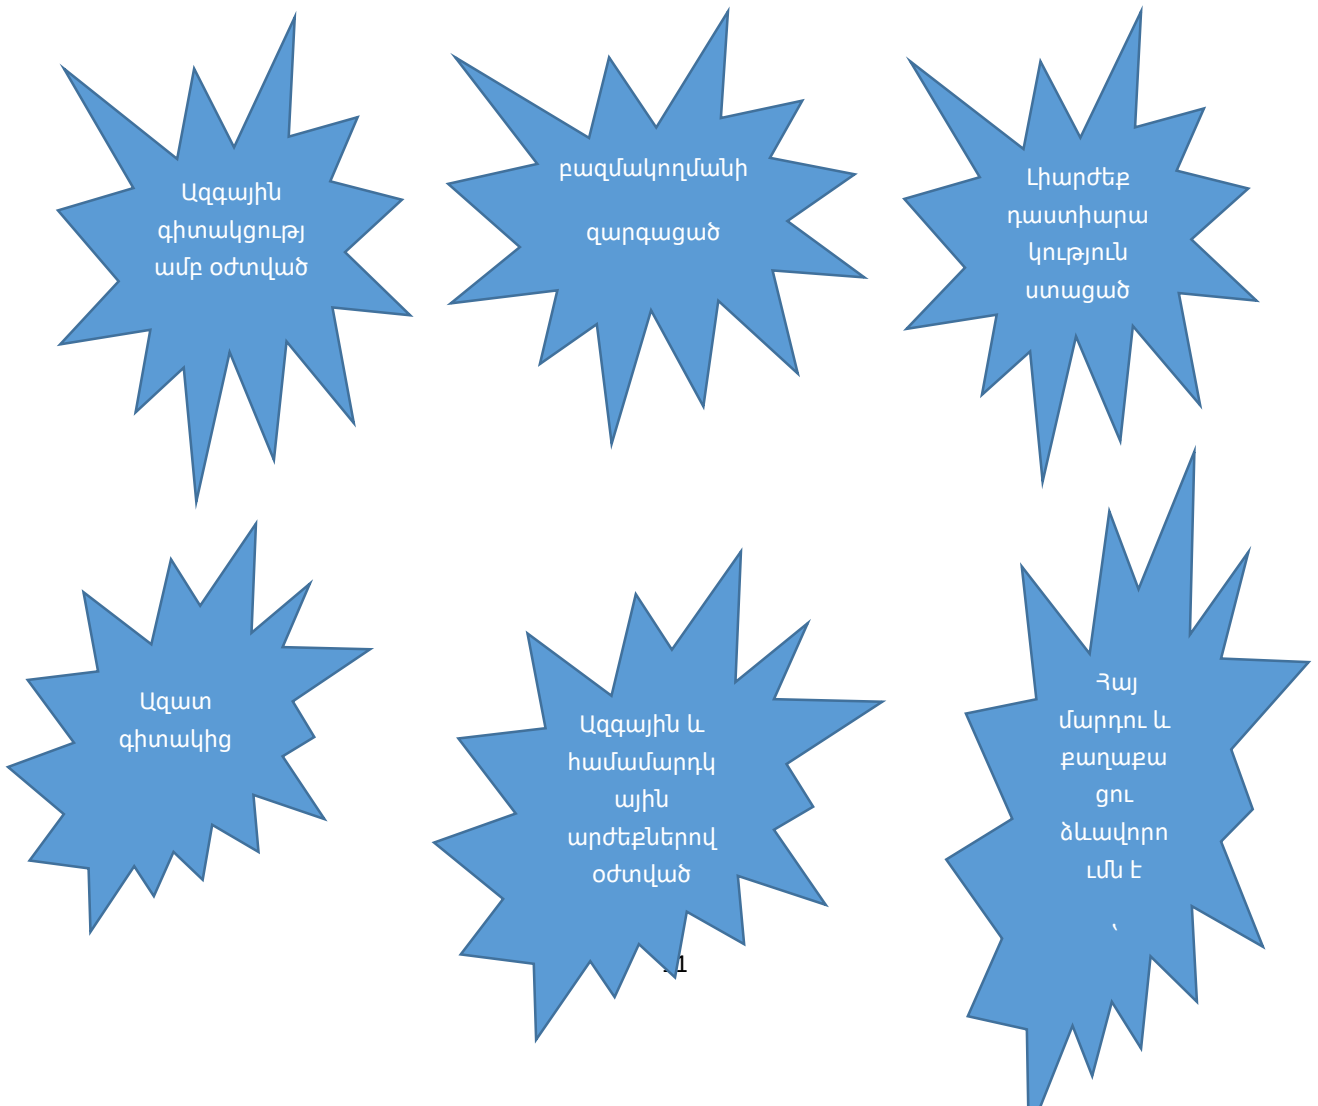 Ազգային
գիտակցությ
ամբ օժտված
բազմակողմանի
զարգացած
Լիարժեք
դաստիարա
կություն
ստացած
Ազատ
գիտակից
Ազգային և
համամարդկ
ային
արժեքներով
օժտված
Հայ
մարդու և
քաղաքա
ցու
ձևավորո
ւմն է
՝